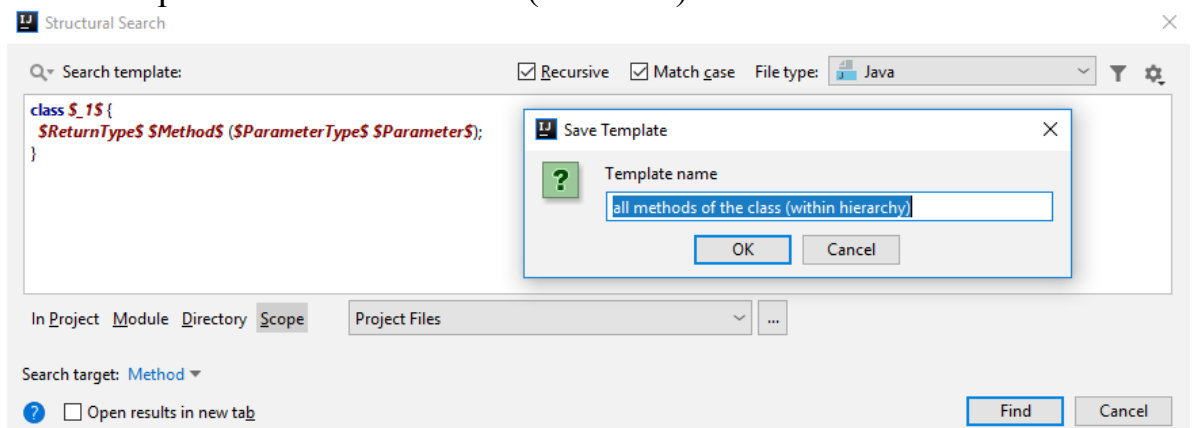 Structural Search
Search template:
Recursive
Match case
File type:
Java
class $_1$ {
$ReturnType$ $Method$ ($ParameterType$ $Parameter$);
}
Save Template
Template name
all methods of the class (within hierarchy)
OK
Cancel
In Project
Module
Directory
Scope
Project Files
...
Search target:
Method
Open results in new tab
Find
Cancel